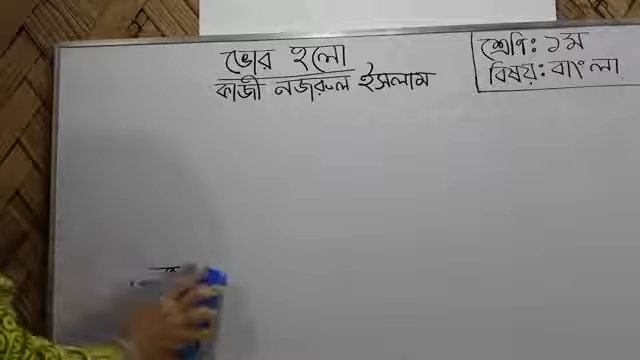 ভোর হলো
কাজী নজরুল ইসলাম
শ্রেণি: ১ম
বিষয়: বাংলা